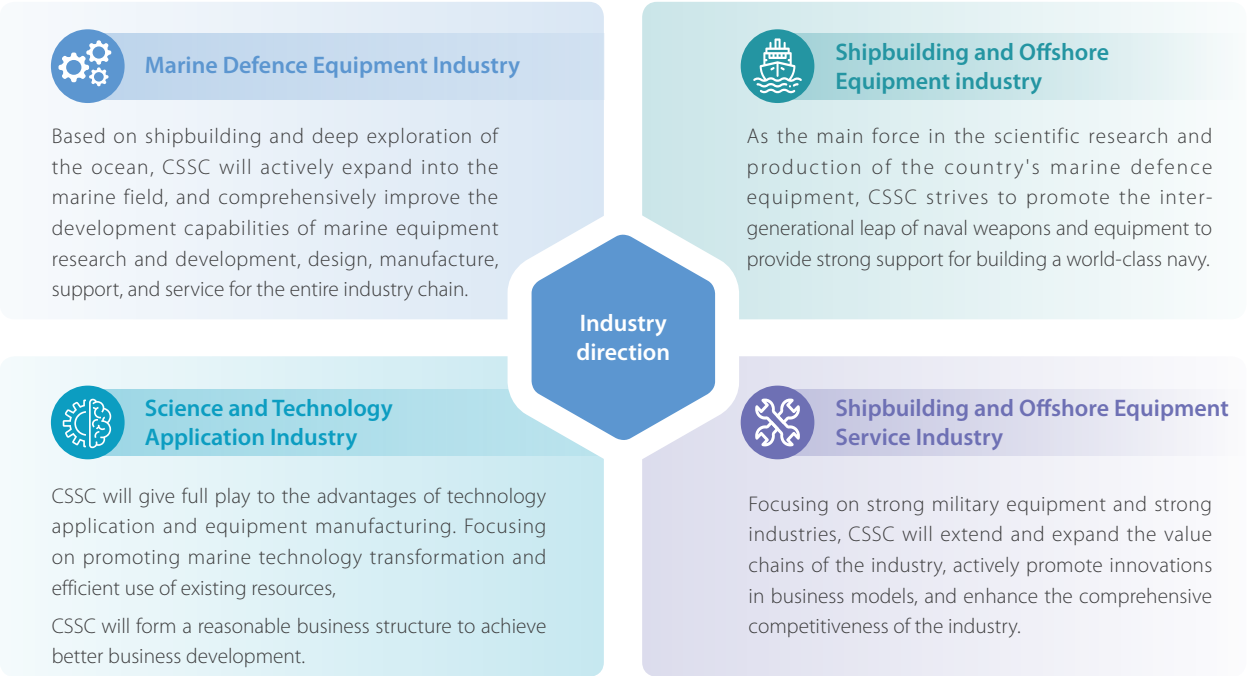 Marine Defence Equipment Industry
Based on shipbuilding and deep exploration of
the ocean, CSSC will actively expand into the
marine field, and comprehensively improve the
development capabilities of marine equipment
research and development, design, manufacture,
support, and service for the entire industry chain.
Shipbuilding and Offshore
Equipment industry
As the main force in the scientific research and
production of the country's marine defence
equipment, CSSC strives to promote the inter-
generational leap of naval weapons and equipment to
provide strong support for building a world-class navy.
Industry
direction
Science and Technology
Application Industry
CSSC will give full play to the advantages of technology
application and equipment manufacturing. Focusing
on promoting marine technology transformation and
efficient use of existing resources,
CSSC will form a reasonable business structure to achieve
better business development.
Shipbuilding and Offshore Equipment
Service Industry
Focusing on strong military equipment and strong
industries, CSSC will extend and expand the value
chains of the industry, actively promote innovations
in business models, and enhance the comprehensive
competitiveness of the industry.